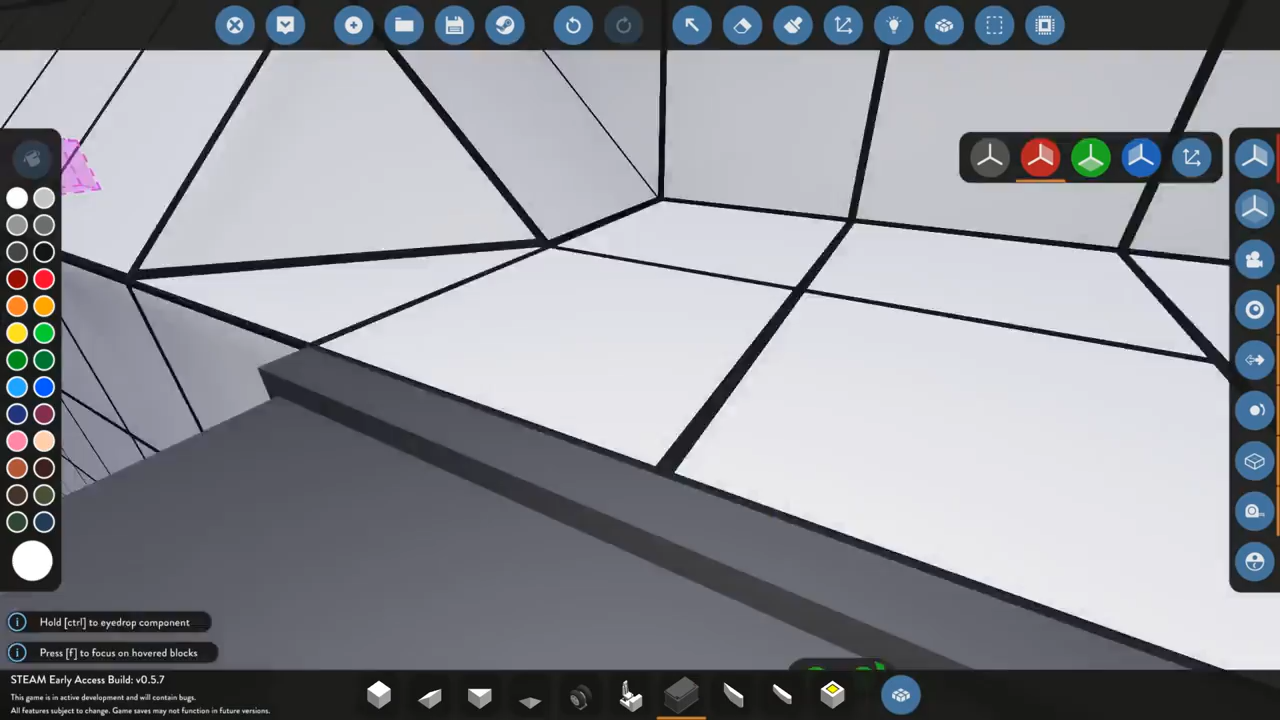 Hold [ctrl] to eyedrop component
Press [f] to focus on hovered blocks
STEAM Early Access Build: v0.5.7
This game is in active development and will contain bugs.
All features subject to change. Game saves may not function in future versions.